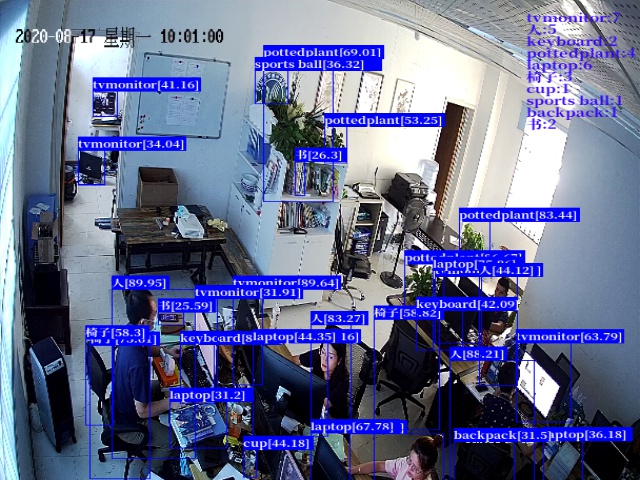 2020-08-17 星期一 10:01:00
tvmonitor:7
人:5
keyboard:2
pottedplant:4
laptop:6
椅子:3
cup:1
sports ball:1
backpack:1
书:2
pottedplant[69.01]
sports ball[36.32]
tvmonitor[41.16]
pottedplant[53.25]
tvmonitor[34.04]
书[26.3]
pottedplant[83.44]
人[44.12]
人[89.95]
tvmonitor[89.64]
tvmonitor[31.91]
书[25.59]
keyboard[42.09]
人[83.27]
椅子[58.82]
椅子[58.3]
laptop[44.35]
tvmonitor[63.79]
人[88.21]
laptop[31.2]
laptop[67.78]
cup[44.18]
backpack[31.5]
laptop[36.18]